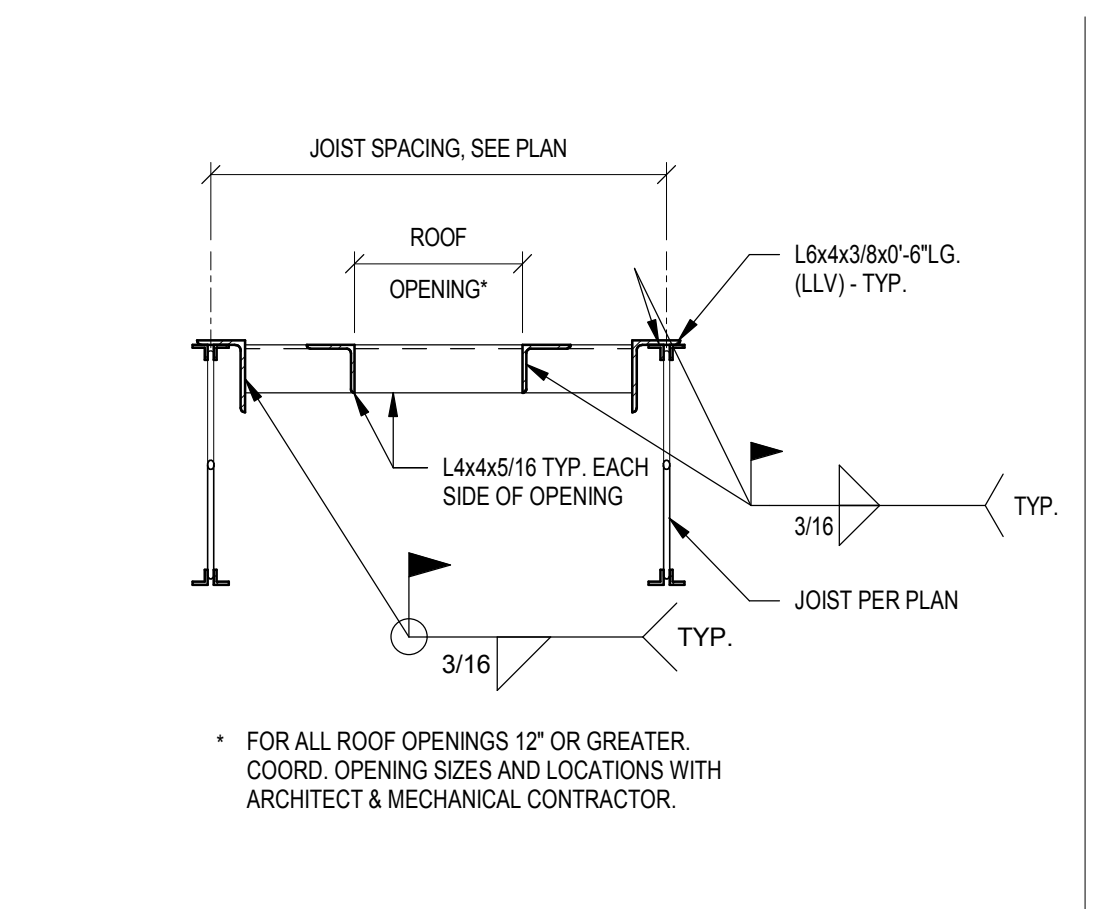 JOIST SPACING, SEE PLAN
ROOF
OPENING*
L6x4x3/8x0'-6"LG.
(LLV) - TYP.
L4x4x5/16 TYP. EACH
SIDE OF OPENING
3/16
TYP.
JOIST PER PLAN
3/16
TYP.
* FOR ALL ROOF OPENINGS 12" OR GREATER.
COORD. OPENING SIZES AND LOCATIONS WITH
ARCHITECT & MECHANICAL CONTRACTOR.